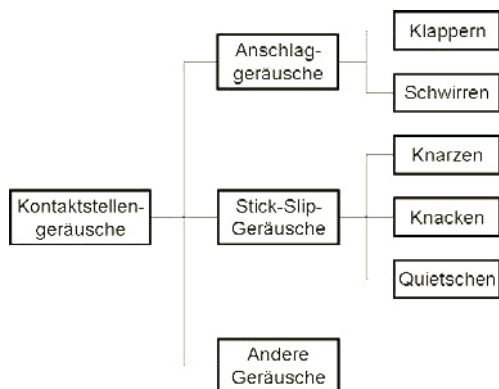 Kontaktstellen-
geräusche
Anschlag-
geräusche
Klappern
Schwirren
Stick-Slip-
Geräusche
Knarzen
Knacken
Quietschen
Andere
Geräusche